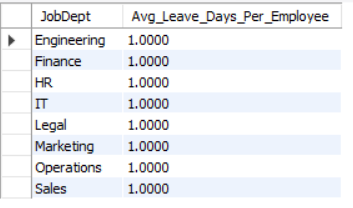 JobDept Avg_Leave_Days_Per_Employee
Engineering 1.0000
Finance 1.0000
HR 1.0000
IT 1.0000
Legal 1.0000
Marketing 1.0000
Operations 1.0000
Sales 1.0000